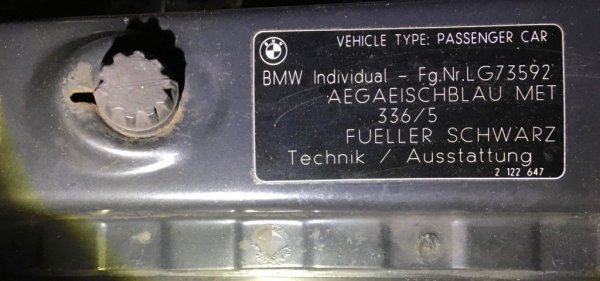 VEHICLE TYPE: PASSENGER CAR
BMW Individual - Fg.Nr.LG73592
AEGAEISCHBLAU MET
336/5
FUELLER SCHWARZ
Technik / Ausstattung
2 122 647